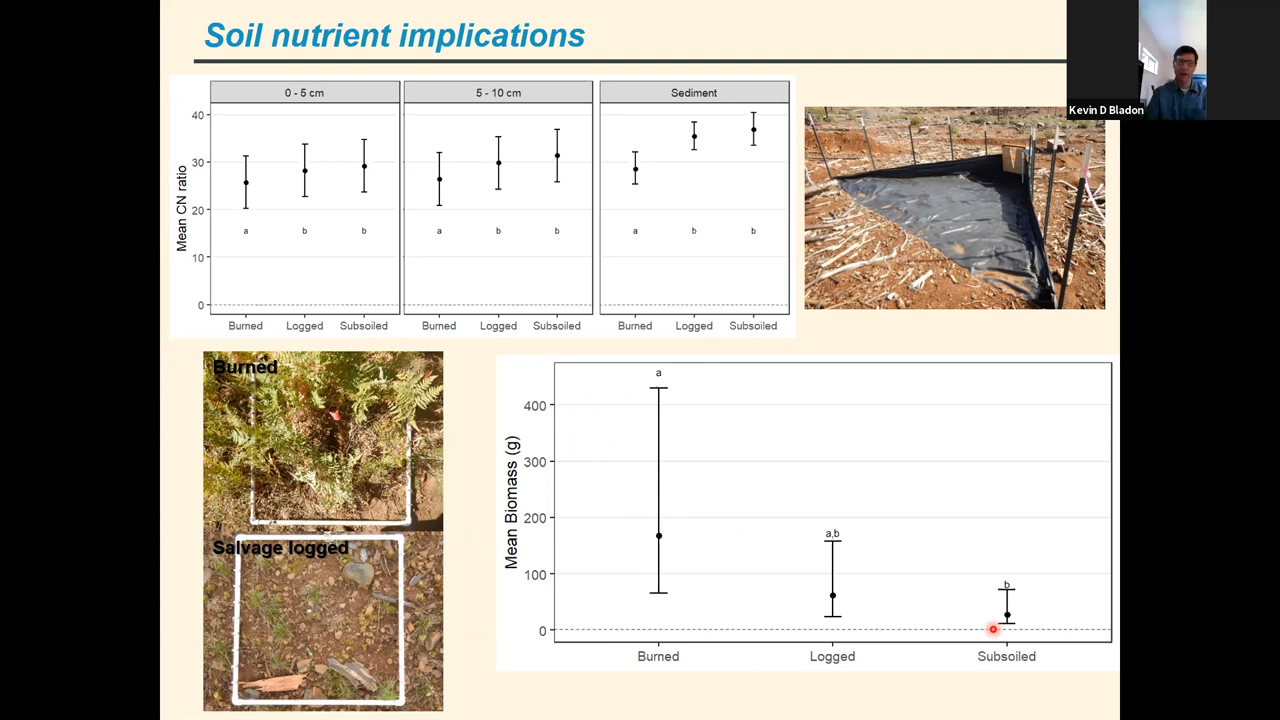 Soil nutrient implications
Kevin D Bladon
0 - 5 cm
5 - 10 cm
Sediment
Mean CN ratio
40
30
20
10
0
a
b
b
a
b
b
a
b
b
Burned
Logged
Subsoiled
Burned
Logged
Subsoiled
Burned
Logged
Subsoiled
Burned
Salvage logged
Mean Biomass (g)
400
300
200
100
0
a
a,b
b
Burned
Logged
Subsoiled